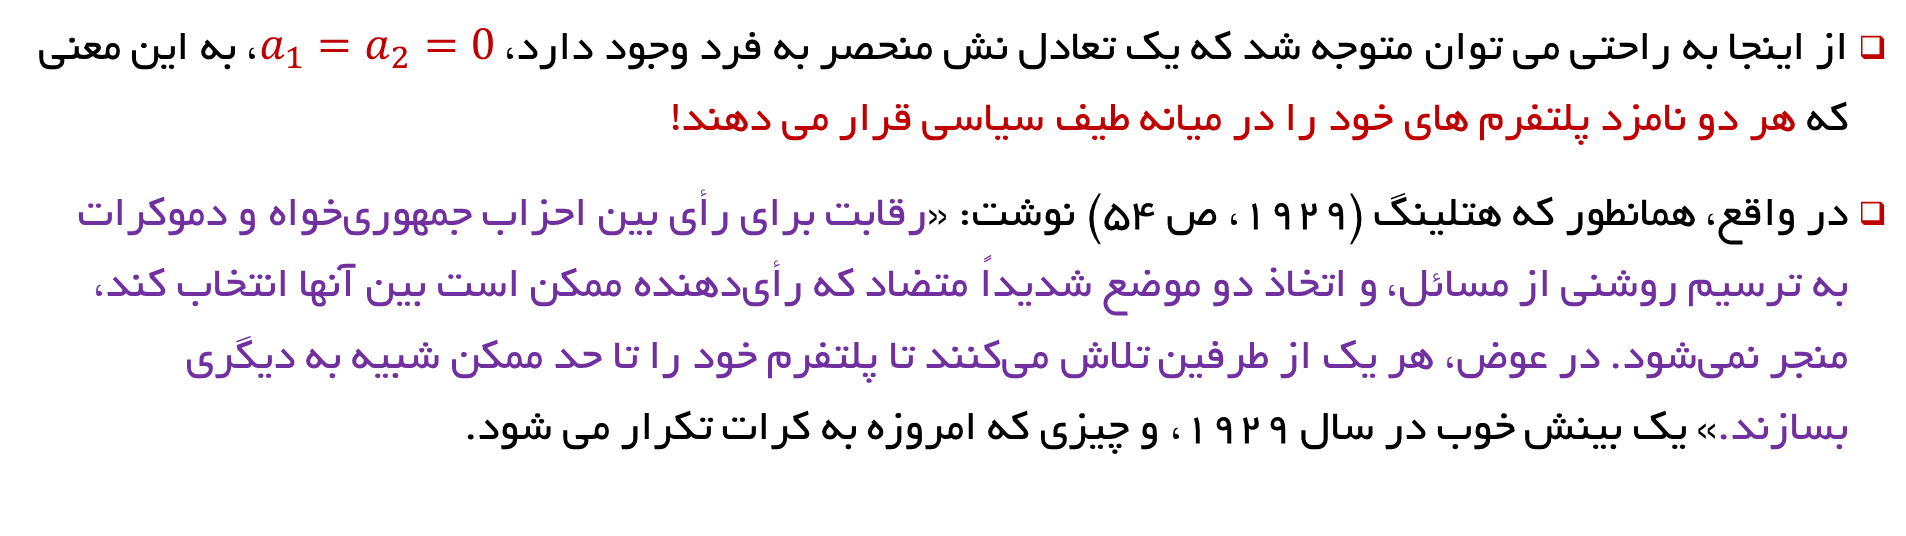 ❑ از اینجا به راحتی می توان متوجه شد که یک تعادل نش منحصر به فرد وجود دارد، a₁ = a₂ = 0، به این معنی
که هر دو نامزد پلتفرم های خود را در میانه طیف سیاسی قرار می دهند!
❑ در واقع، همانطور که هتلینگ (۱۹۲۹، ص ۵۴) نوشت: «رقابت برای رأی بین احزاب جمهوری‌خواه و دموکرات
به ترسیم روشنی از مسائل، و اتخاذ دو موضع شدیداً متضاد که رأی‌دهنده ممکن است بین آنها انتخاب کند،
منجر نمی‌شود. در عوض، هر یک از طرفین تلاش می‌کنند تا پلتفرم خود را تا حد ممکن شبیه به دیگری
بسازند.» یک بینش خوب در سال ۱۹۲۹، و چیزی که امروزه به کرات تکرار می شود.